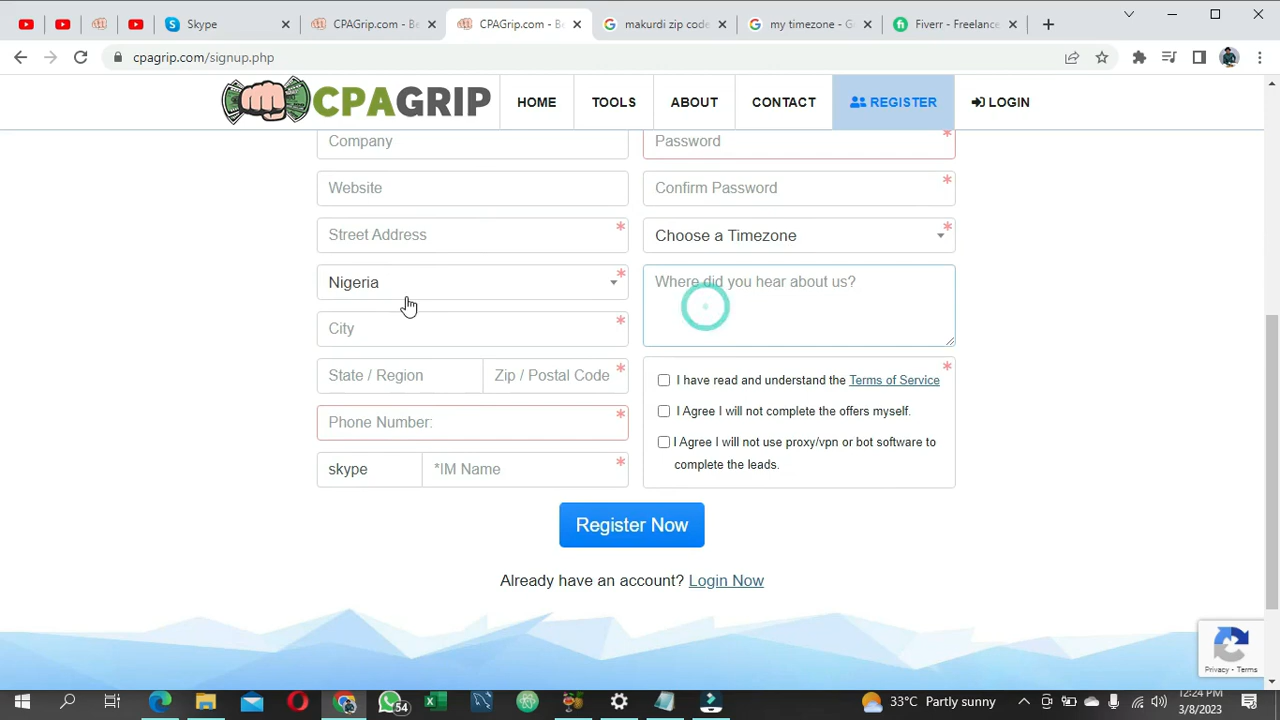 Skype
CPAGrip.com - Be
CPAGrip.com - Be
makurdi zip code
my timezone - G
Fiverr - Freelance
cpagrip.com/signup.php
CPAGRIP
HOME
TOOLS
ABOUT
CONTACT
REGISTER
LOGIN
Company
Password
*
Website
Confirm Password
*
Street Address
*
Choose a Timezone
*
Nigeria
*
Where did you hear about us?
City
*
State / Region
Zip / Postal Code
*
I have read and understand the Terms of Service
*
I Agree I will not complete the offers myself.
Phone Number:
*
I Agree I will not use proxy/vpn or bot software to
complete the leads.
skype
*IM Name
*
Register Now
Already have an account? Login Now
Privacy - Terms
54
33°C Partly sunny
12:24 PM
3/8/2023